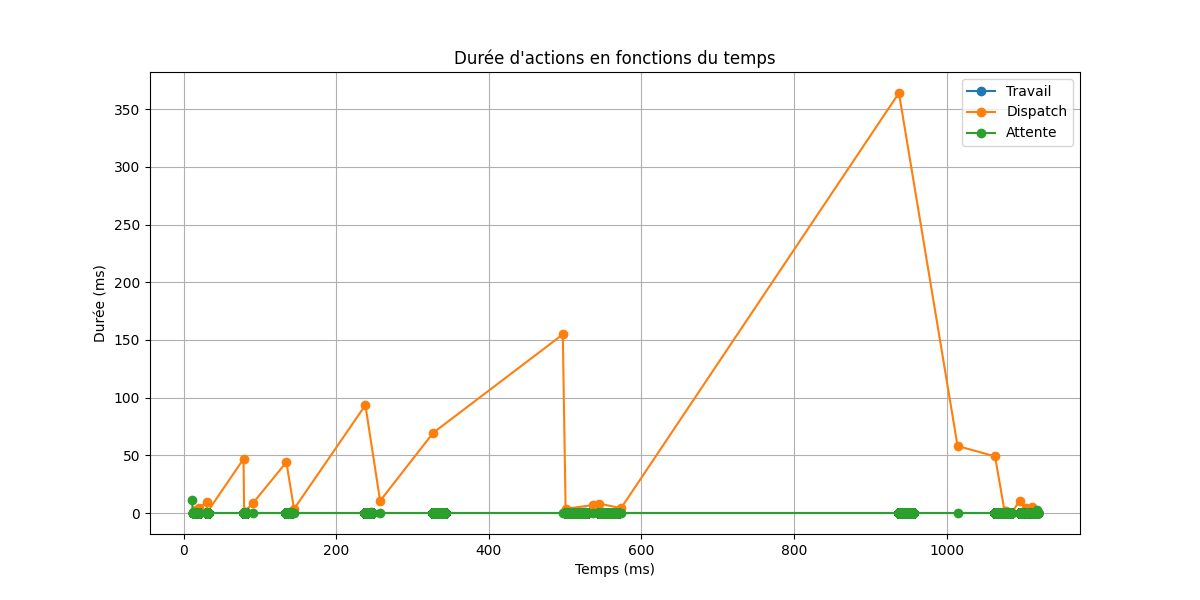 Durée d'actions en fonctions du temps
Travail
Dispatch
Attente
350
300
250
200
150
100
50
0
Durée (ms)
0 200 400 600 800 1000
Temps (ms)